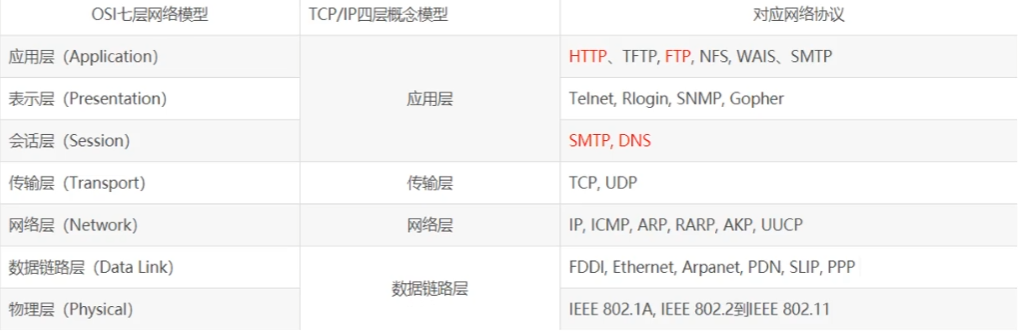 OSI七层网络模型 TCP/IP四层概念模型 对应网络协议
应用层（Application） HTTP、TFTP, FTP, NFS, WAIS、SMTP
表示层（Presentation） 应用层 Telnet, Rlogin, SNMP, Gopher
会话层（Session） SMTP, DNS
传输层（Transport） 传输层 TCP, UDP
网络层（Network） 网络层 IP, ICMP, ARP, RARP, AKP, UUCP
数据链路层（Data Link） FDDI, Ethernet, Arpanet, PDN, SLIP, PPP
数据链路层
物理层（Physical） IEEE 802.1A, IEEE 802.2到IEEE 802.11